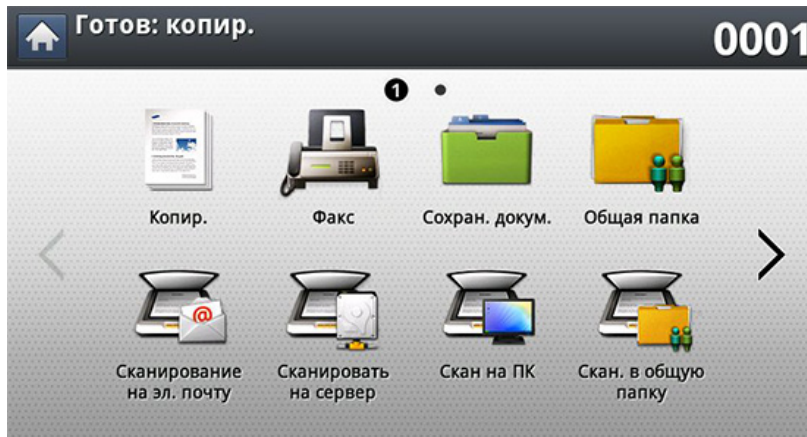 Готов: копир.
0001
1
Копир.
Факс
Сохран. докум.
Общая папка
Сканирование
на эл. почту
Сканировать
на сервер
Скан на ПК
Скан. в общую
папку